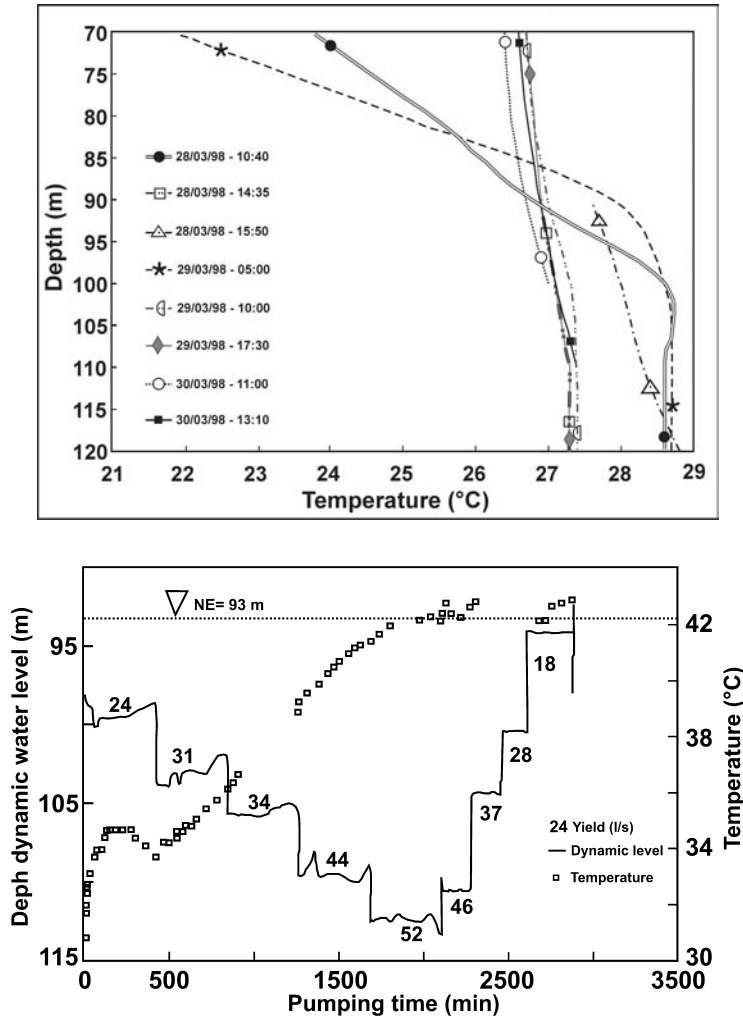 70
75
80
85
90
95
100
105
110
115
120
Depth (m)
28/03/98 - 10:40
28/03/98 - 14:35
28/03/98 - 15:50
29/03/98 - 05:00
29/03/98 - 10:00
29/03/98 - 17:30
30/03/98 - 11:00
30/03/98 - 13:10
21 22 23 24 25 26 27 28 29
Temperature (°C)
NE= 93 m
Deph dynamic water level (m)
95
105
115
24
31
34
44
52
46
37
28
18
24 Yield (l/s)
Dynamic level
Temperature
42
38
34
30
Temperature (°C)
0 500 1500 2500 3500
Pumping time (min)